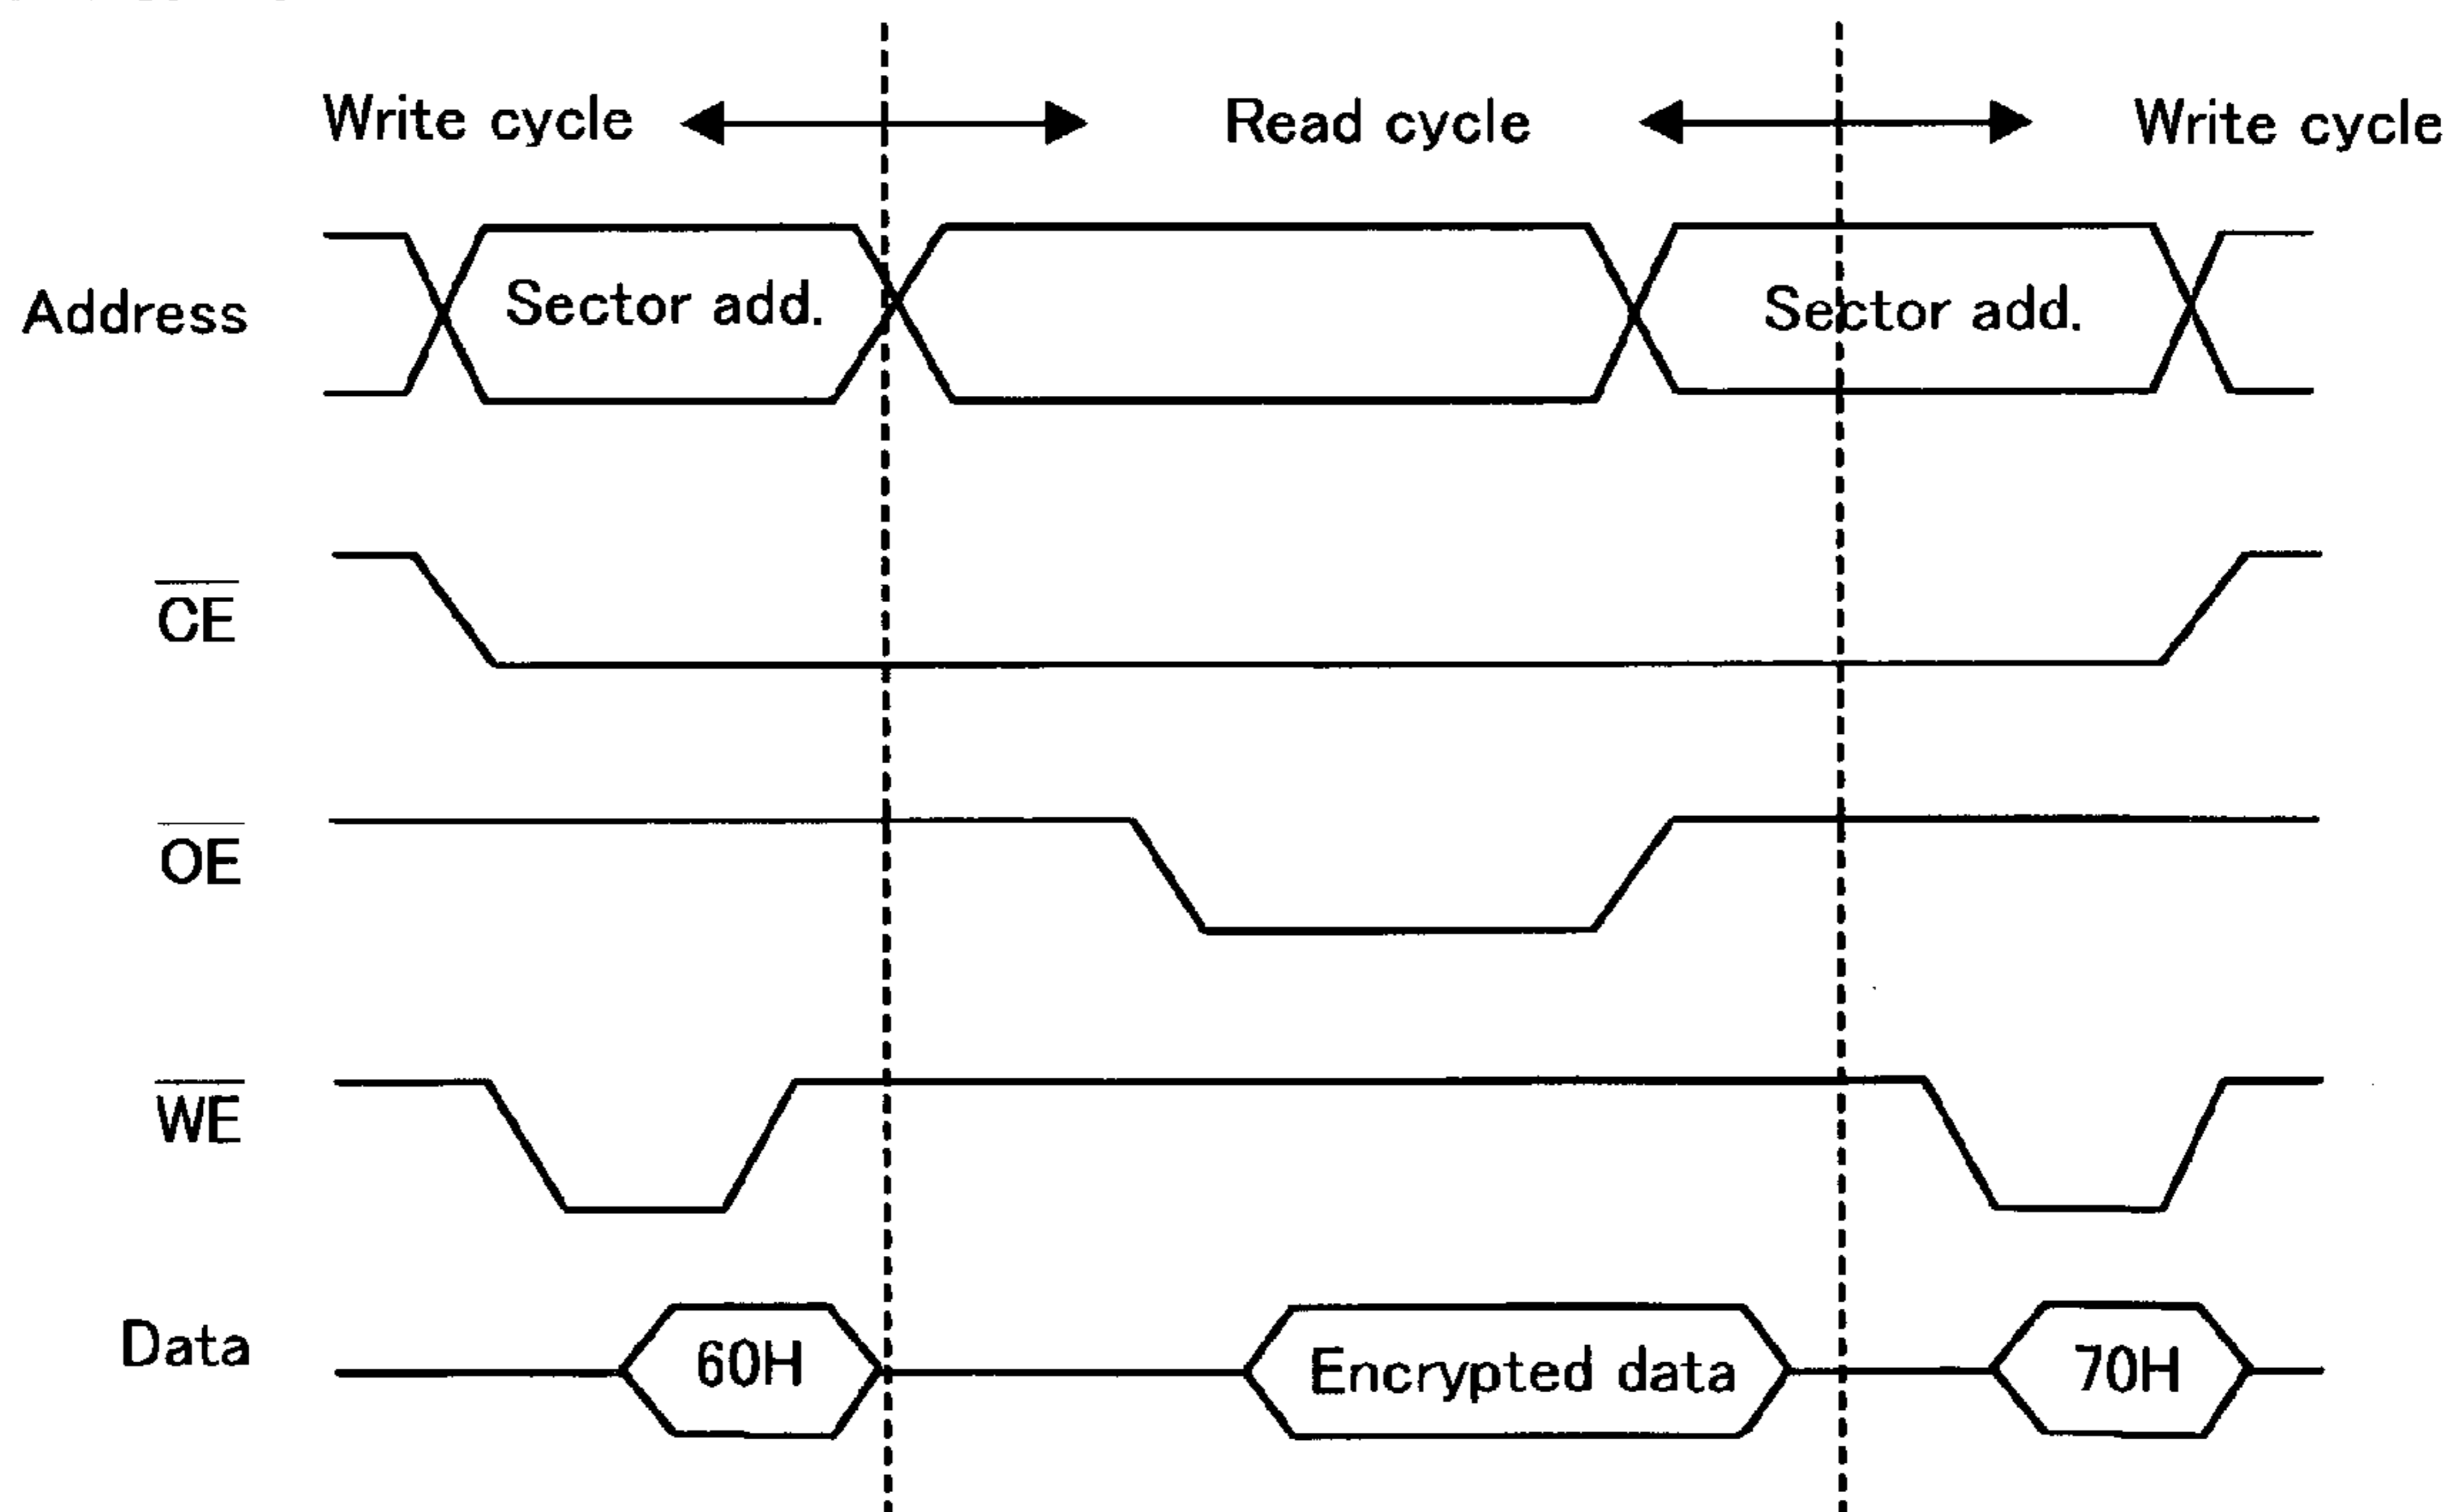 Write cycle Read cycle Write cycle
Address Sector add. Sector add.
CE
OE
WE
Data 60H Encrypted data 70H